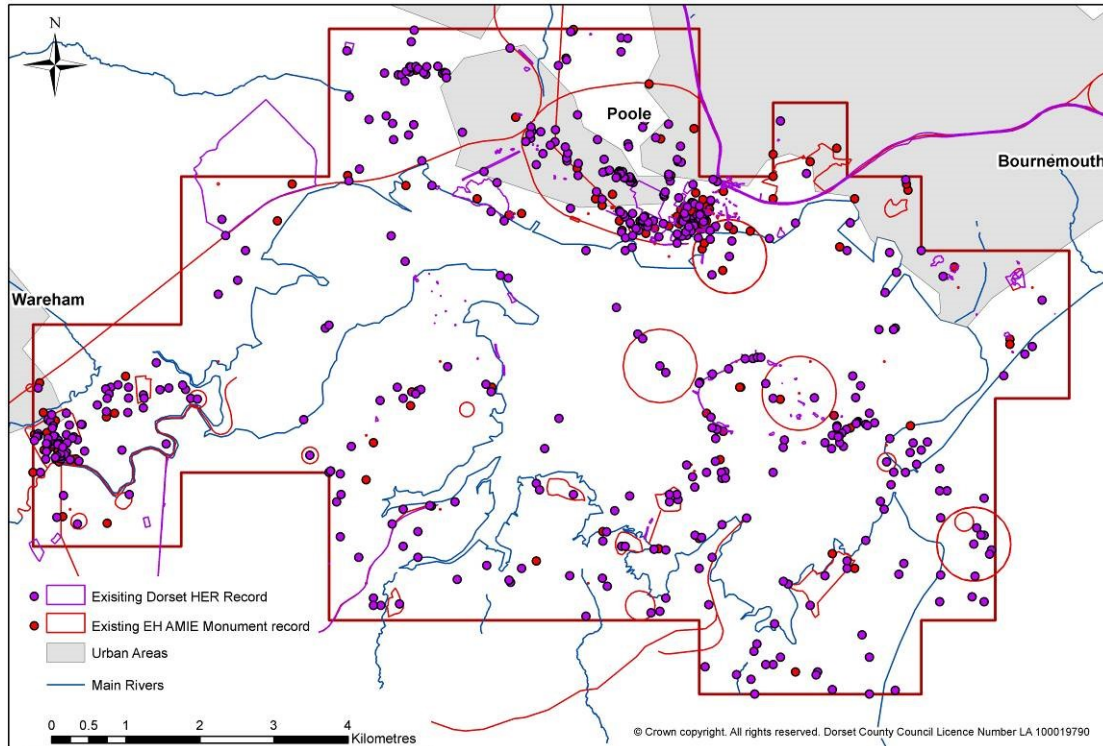 N
Poole
Bournemouth
Wareham
Exisiting Dorset HER Record
Existing EH AMIE Monument record
Urban Areas
Main Rivers
0 0.5 1 2 3 4
Kilometres
© Crown copyright. All rights reserved. Dorset County Council Licence Number LA 100019790